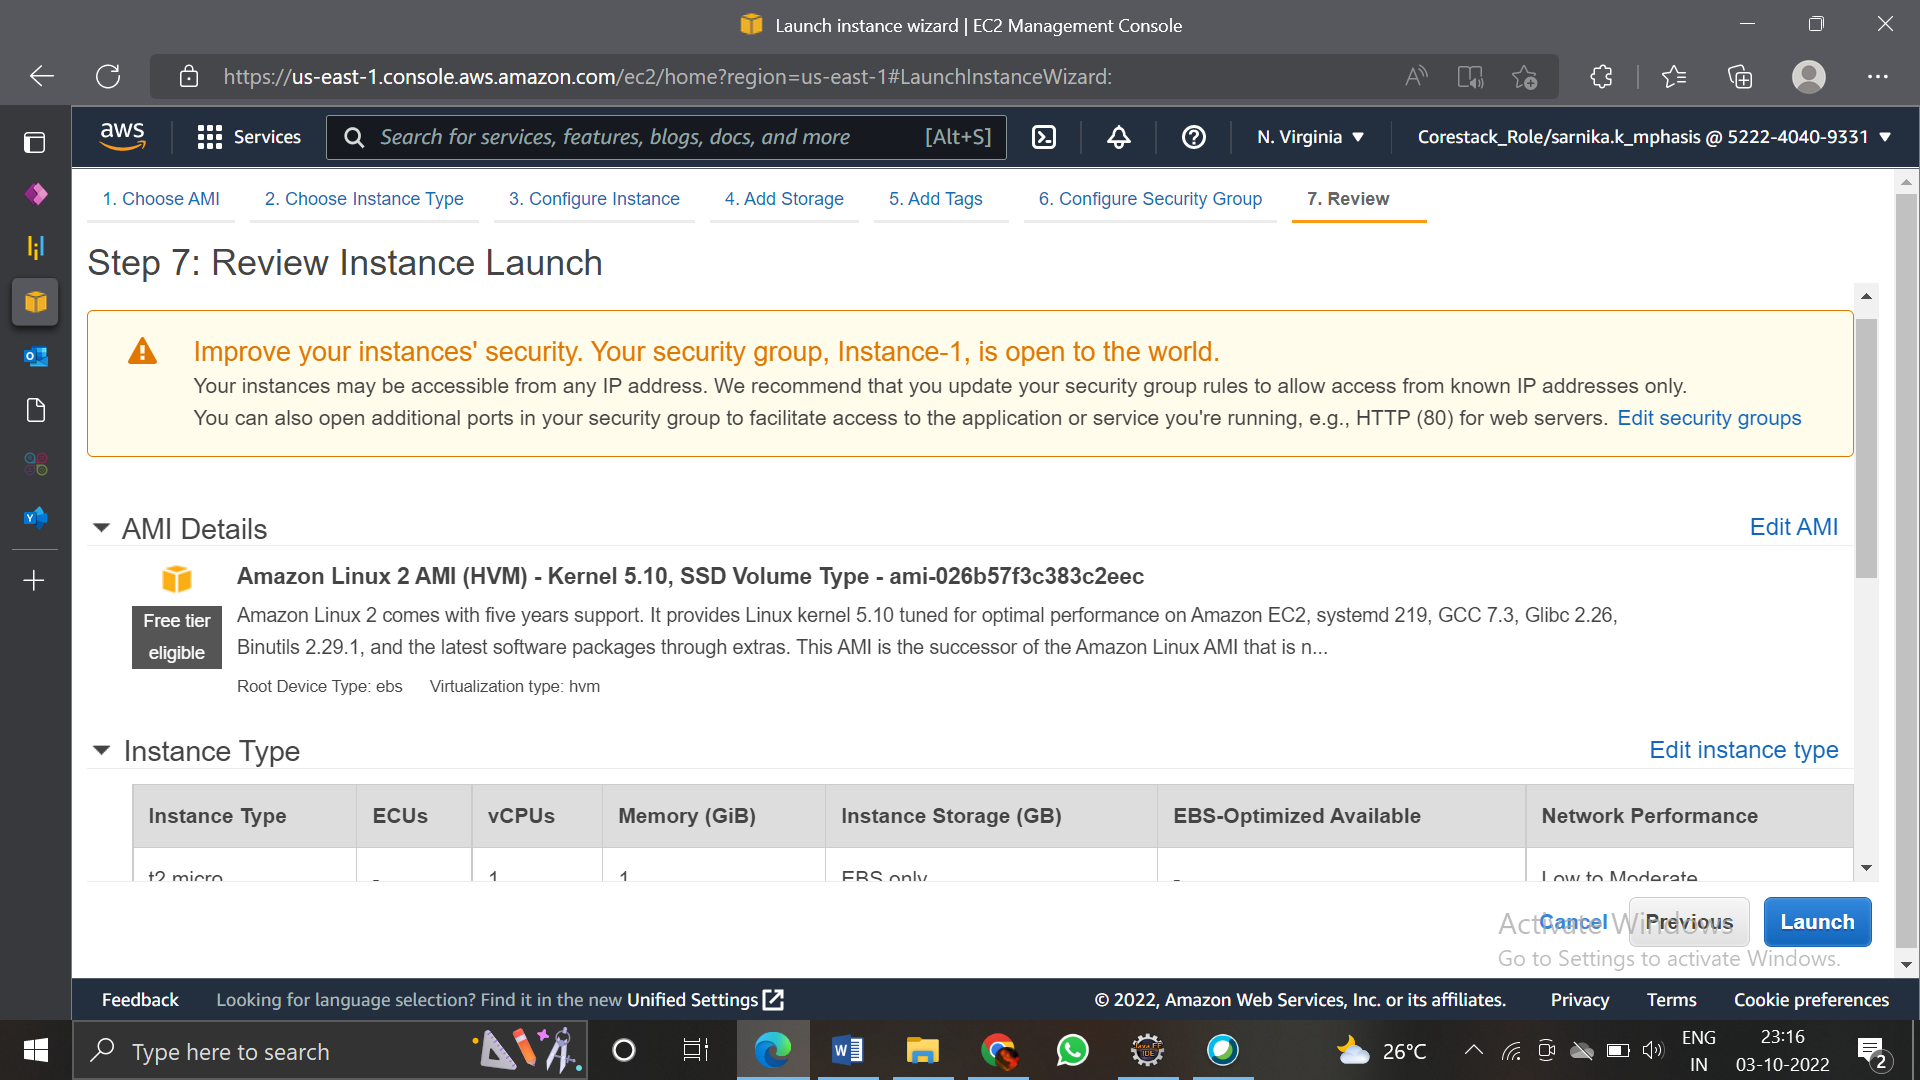 Launch instance wizard | EC2 Management Console
https://us-east-1.console.aws.amazon.com/ec2/home?region=us-east-1#LaunchInstanceWizard:
aws
Services
Search for services, features, blogs, docs, and more [Alt+S]
N. Virginia
Corestack_Role/sarnika.k_mphasis @ 5222-4040-9331
1. Choose AMI 2. Choose Instance Type 3. Configure Instance 4. Add Storage 5. Add Tags 6. Configure Security Group 7. Review
Step 7: Review Instance Launch
Improve your instances' security. Your security group, Instance-1, is open to the world.
Your instances may be accessible from any IP address. We recommend that you update your security group rules to allow access from known IP addresses only.
You can also open additional ports in your security group to facilitate access to the application or service you're running, e.g., HTTP (80) for web servers. Edit security groups
AMI Details
Edit AMI
Amazon Linux 2 AMI (HVM) - Kernel 5.10, SSD Volume Type - ami-026b57f3c383c2eec
Free tier
eligible
Amazon Linux 2 comes with five years support. It provides Linux kernel 5.10 tuned for optimal performance on Amazon EC2, systemd 219, GCC 7.3, Glibc 2.26,
Binutils 2.29.1, and the latest software packages through extras. This AMI is the successor of the Amazon Linux AMI that is n...
Root Device Type: ebs Virtualization type: hvm
Instance Type
Edit instance type
Instance Type ECUs vCPUs Memory (GiB) Instance Storage (GB) EBS-Optimized Available Network Performance
t2.micro - 1 1 EBS only - Low to Moderate
Cancel Previous Launch
Activate Windows
Go to Settings to activate Windows.
Feedback
Looking for language selection? Find it in the new Unified Settings
© 2022, Amazon Web Services, Inc. or its affiliates.
Privacy Terms Cookie preferences
Type here to search
26°C
ENG
IN
23:16
03-10-2022
2